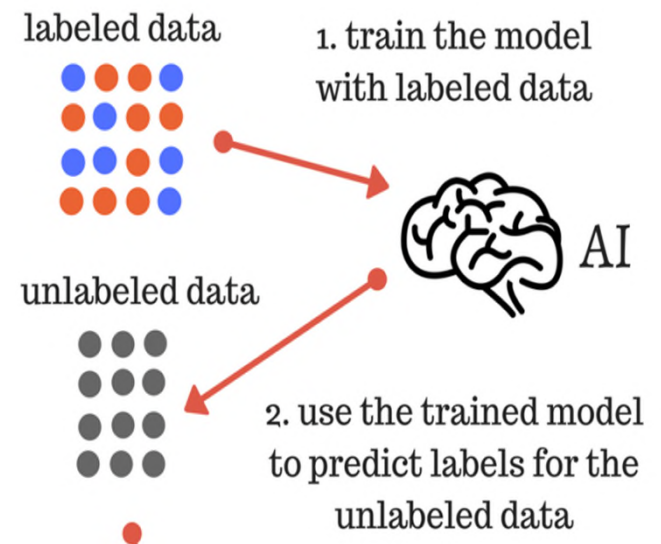 labeled data
1. train the model
with labeled data
AI
unlabeled data
2. use the trained model
to predict labels for the
unlabeled data